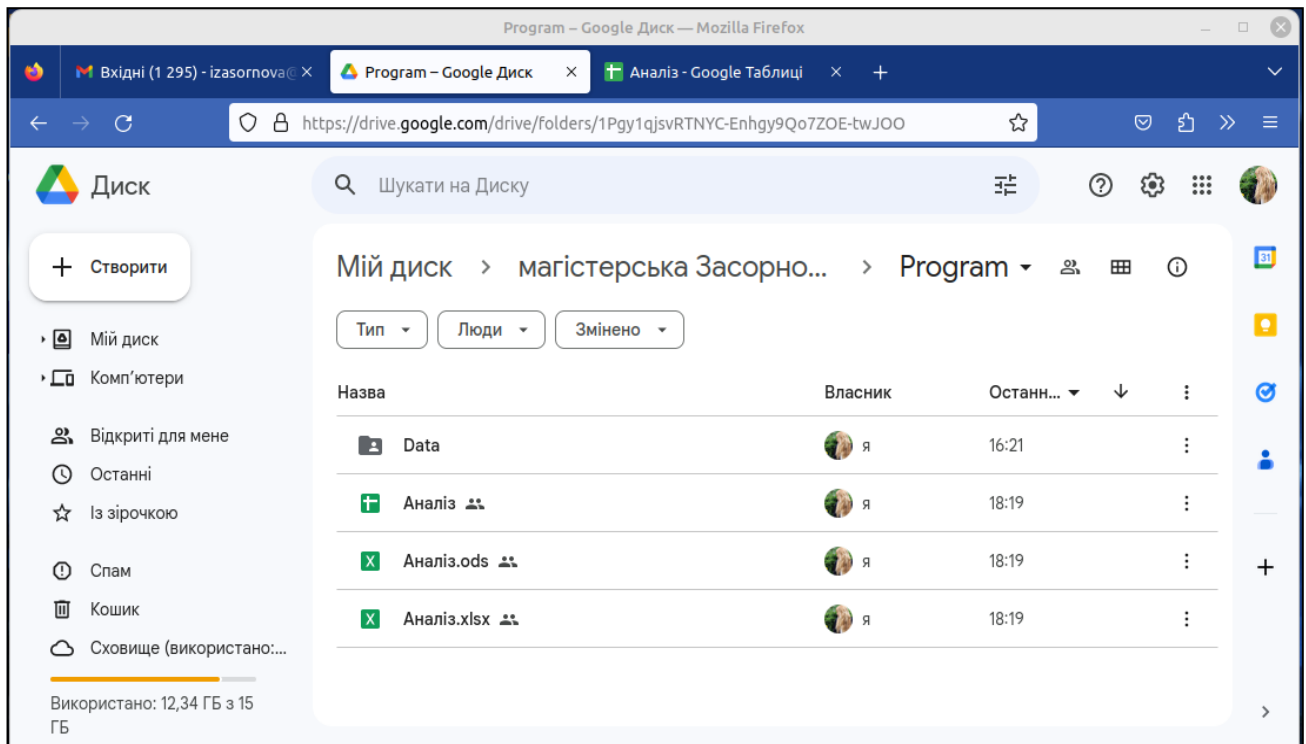 Program – Google Диск — Mozilla Firefox
Вхідні (1 295) - izasornova@
Program – Google Диск
Аналіз - Google Таблиці
https://drive.google.com/drive/folders/1Pgy1qjsvRTNYC-Enhgy9Qo7ZOE-twJOO
Диск
Шукати на Диску
Створити
Мій диск
Комп’ютери
Відкриті для мене
Останні
Із зірочкою
Спам
Кошик
Сховище (використано:...
Використано: 12,34 ГБ з 15
ГБ
Мій диск > магістерська Засорно... > Program
Тип Люди Змінено
Назва Власник Останн...
Data я 16:21
Аналіз я 18:19
Аналіз.ods я 18:19
Аналіз.xlsx я 18:19
31